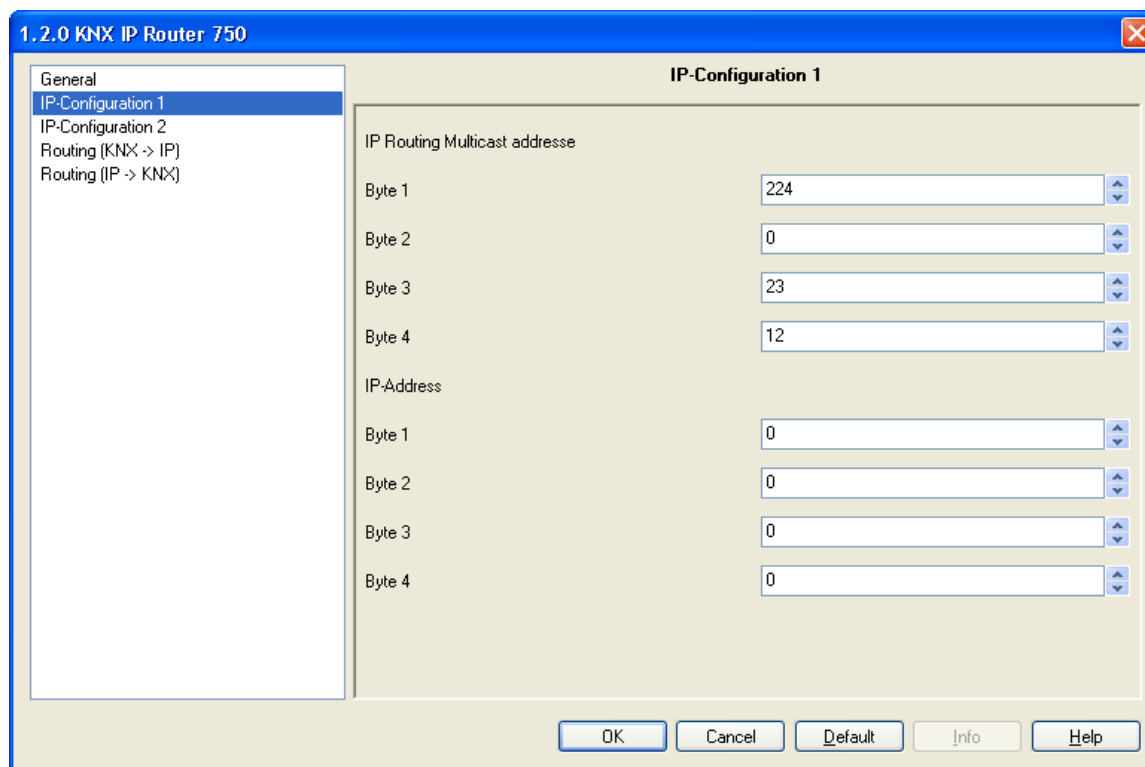 1.2.0 KNX IP Router 750
General
IP-Configuration 1
IP-Configuration 2
Routing (KNX -> IP)
Routing (IP -> KNX)
IP-Configuration 1
IP Routing Multicast addresse
Byte 1 224
Byte 2 0
Byte 3 23
Byte 4 12
IP-Address
Byte 1 0
Byte 2 0
Byte 3 0
Byte 4 0
OK Cancel Default Info Help